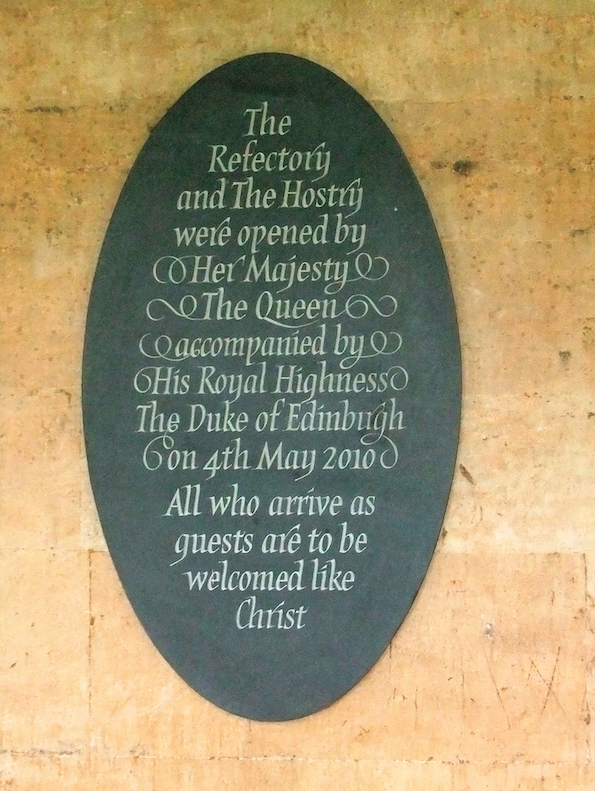 The
Refectory
and The Hostry
were opened by
Her Majesty
The Queen
accompanied by
His Royal Highness
The Duke of Edinbugh
on 4th May 2010
All who arrive as
guests are to be
welcomed like
Christ